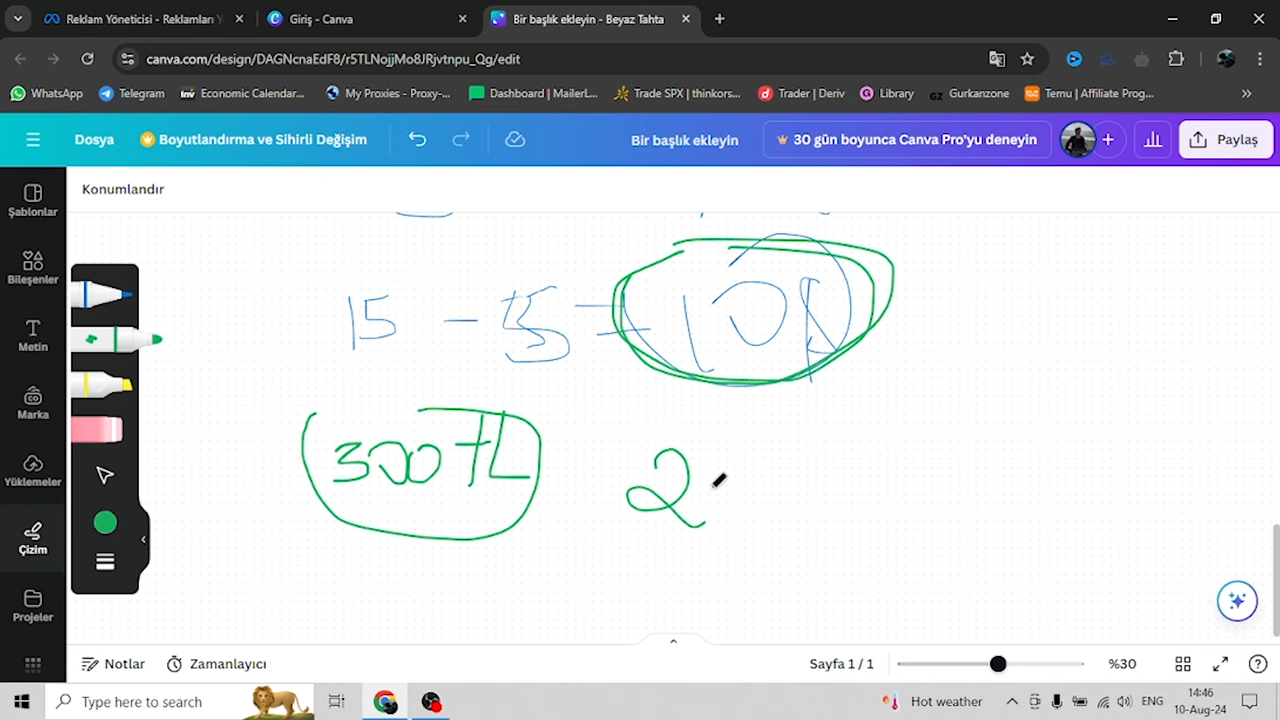 Reklam Yöneticisi - Reklamları Y
Giriş - Canva
Bir başlık ekleyin - Beyaz Tahta
canva.com/design/DAGNcnaEdF8/r5TLNojjMo8JRjvtnpu_Qg/edit
WhatsApp
Telegram
Economic Calendar...
My Proxies - Proxy-...
Dashboard | MailerL...
Trade SPX | thinkors...
Trader | Deriv
Library
Gurkanzone
Temu | Affiliate Prog...
Dosya
Boyutlandırma ve Sihirli Değişim
Bir başlık ekleyin
30 gün boyunca Canva Pro'yu deneyin
Paylaş
Konumlandır
Şablonlar
Bileşenler
Metin
Marka
Yüklemeler
Çizim
Projeler
15 - 5 =
300 TL
2
Notlar
Zamanlayıcı
Sayfa 1 / 1
%30
Type here to search
Hot weather
ENG
14:46
10-Aug-24